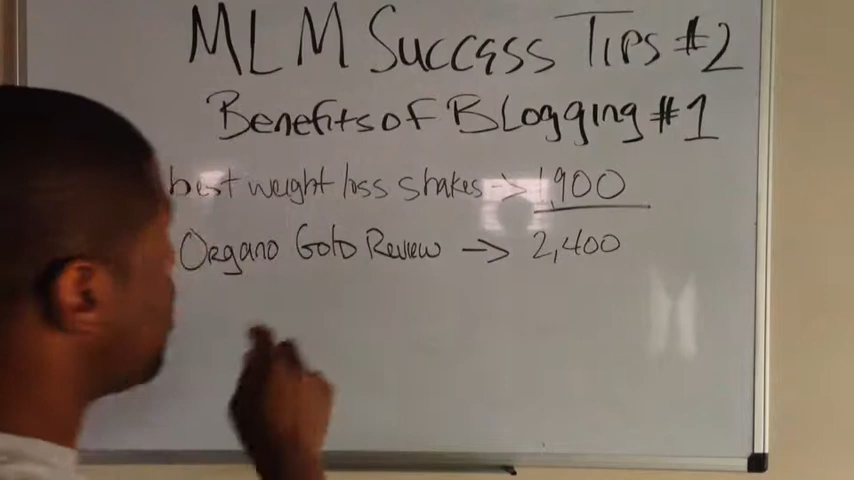 MLM Success Tips #2
Benefits of Blogging #1
best weight loss shakes -> 1,900
Organo Gold Review -> 2,400